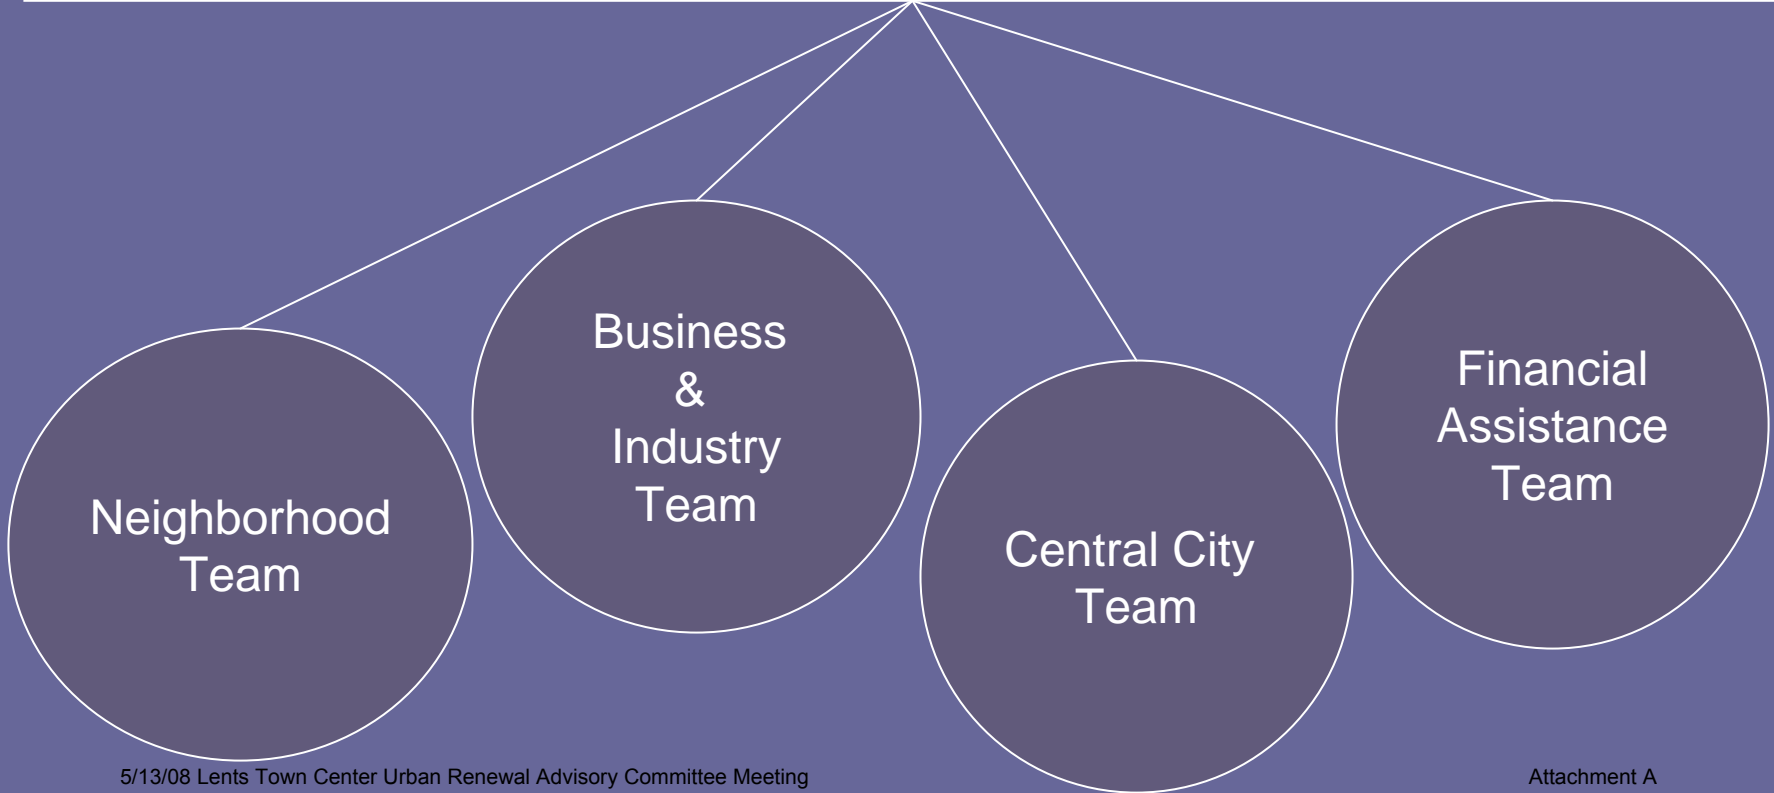 Neighborhood
Team
Business
&
Industry
Team
Central City
Team
Financial
Assistance
Team
5/13/08 Lents Town Center Urban Renewal Advisory Committee Meeting
Attachment A